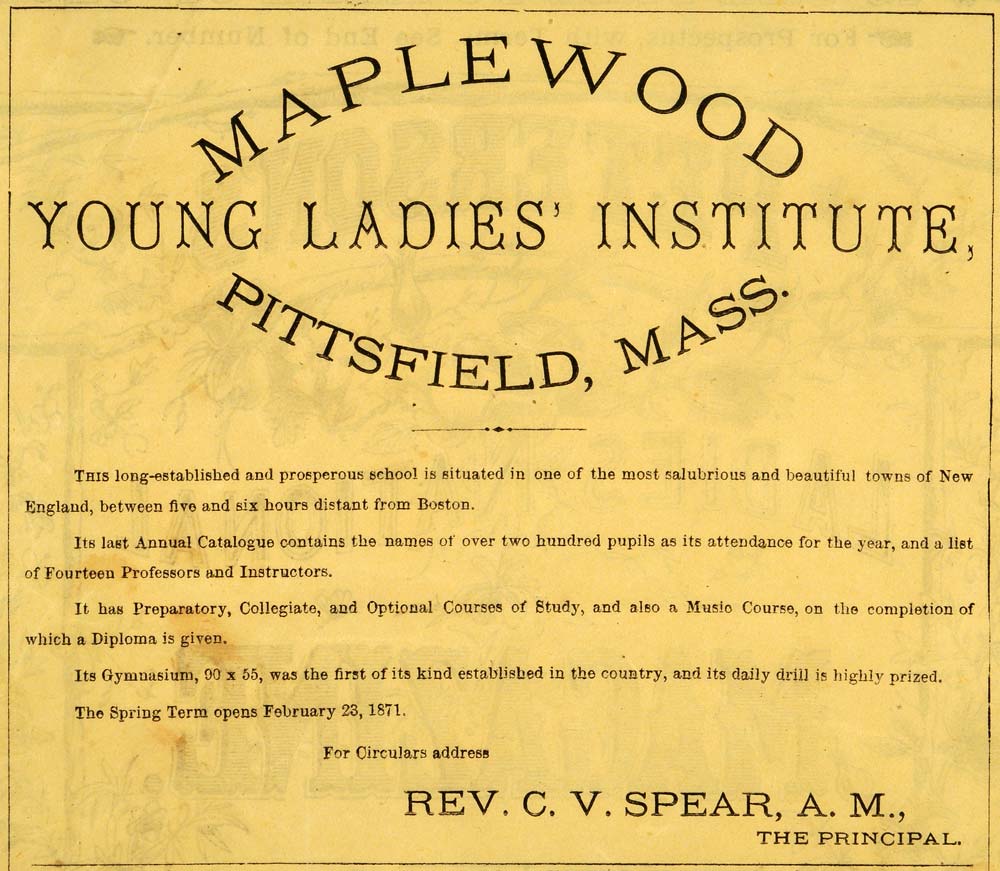 MAPLEWOOD
YOUNG LADIES' INSTITUTE,
PITTSFIELD, MASS.
THIS long-established and prosperous school is situated in one of the most salubrious and beautiful towns of New
England, between five and six hours distant from Boston.
Its last Annual Catalogue contains the names of over two hundred pupils as its attendance for the year, and a list
of Fourteen Professors and Instructors.
It has Preparatory, Collegiate, and Optional Courses of Study, and also a Music Course, on the completion of
which a Diploma is given.
Its Gymnasium, 90 x 55, was the first of its kind established in the country, and its daily drill is highly prized.
The Spring Term opens February 23, 1871.
For Circulars address
REV. C. V. SPEAR, A. M.,
THE PRINCIPAL.